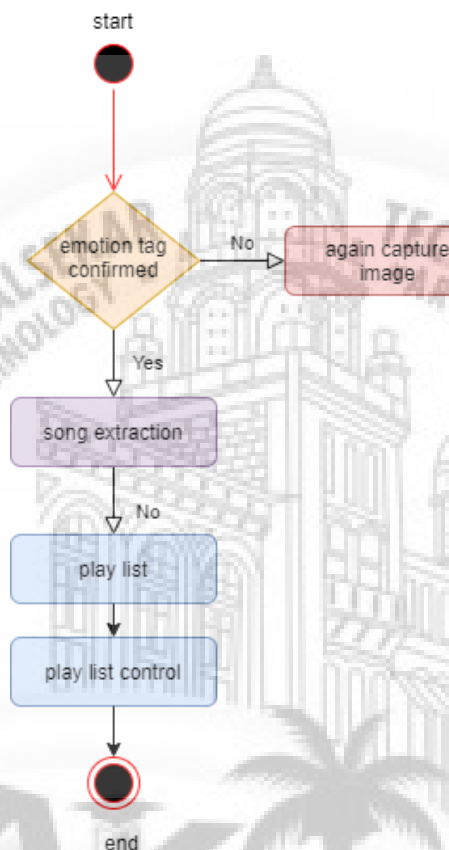 start
emotion tag
confirmed
No
again capture
image
Yes
song extraction
No
play list
play list control
end